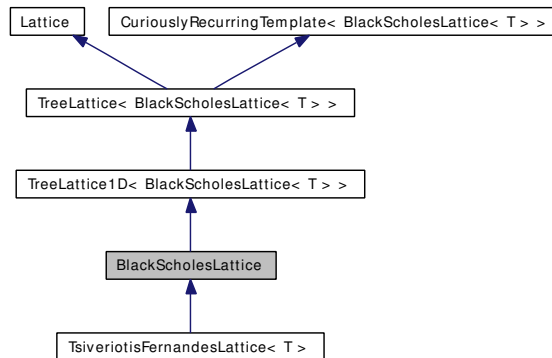 Lattice
CuriouslyRecurringTemplate< BlackScholesLattice< T > >
TreeLattice< BlackScholesLattice< T > >
TreeLattice1D< BlackScholesLattice< T > >
BlackScholesLattice
TsiveriotisFernandesLattice< T >